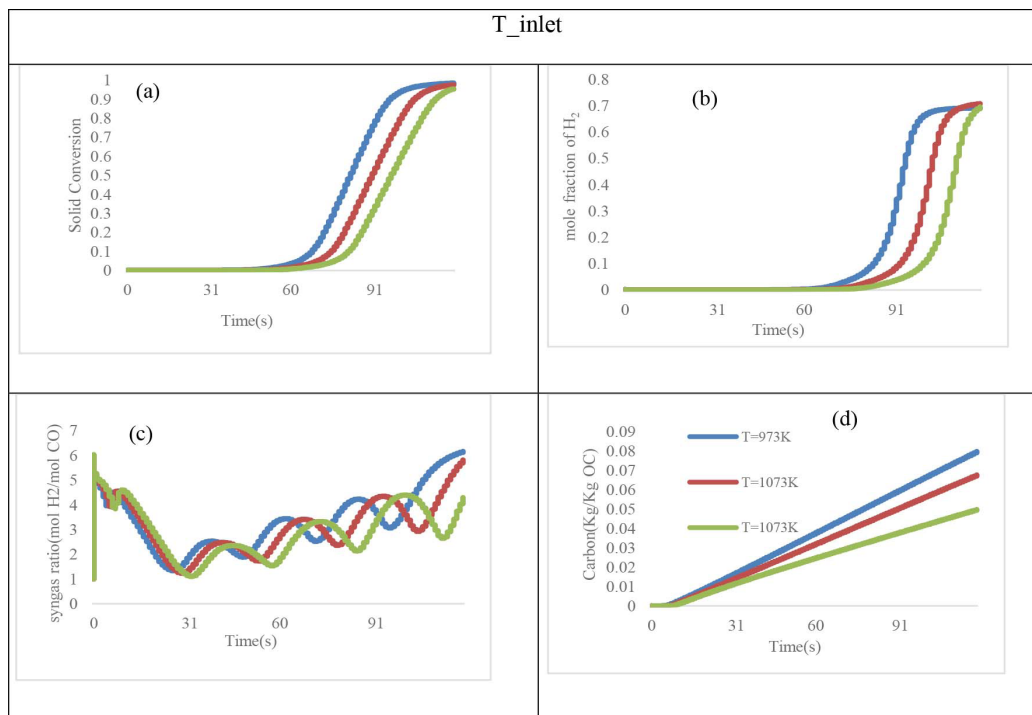 T_inlet
(a)
Solid Conversion
1
0.9
0.8
0.7
0.6
0.5
0.4
0.3
0.2
0.1
0
0 31 60 91
Time(s)
(b)
mole fraction of H₂
0.8
0.7
0.6
0.5
0.4
0.3
0.2
0.1
0
0 31 60 91
Time(s)
(c)
syngas ratio(mol H2/mol CO)
7
6
5
4
3
2
1
0
0 31 60 91
Time(s)
(d)
Carbon(Kg/Kg OC)
0.09
0.08
0.07
0.06
0.05
0.04
0.03
0.02
0.01
0
T=973K
T=1073K
T=1073K
0 31 60 91
Time(s)